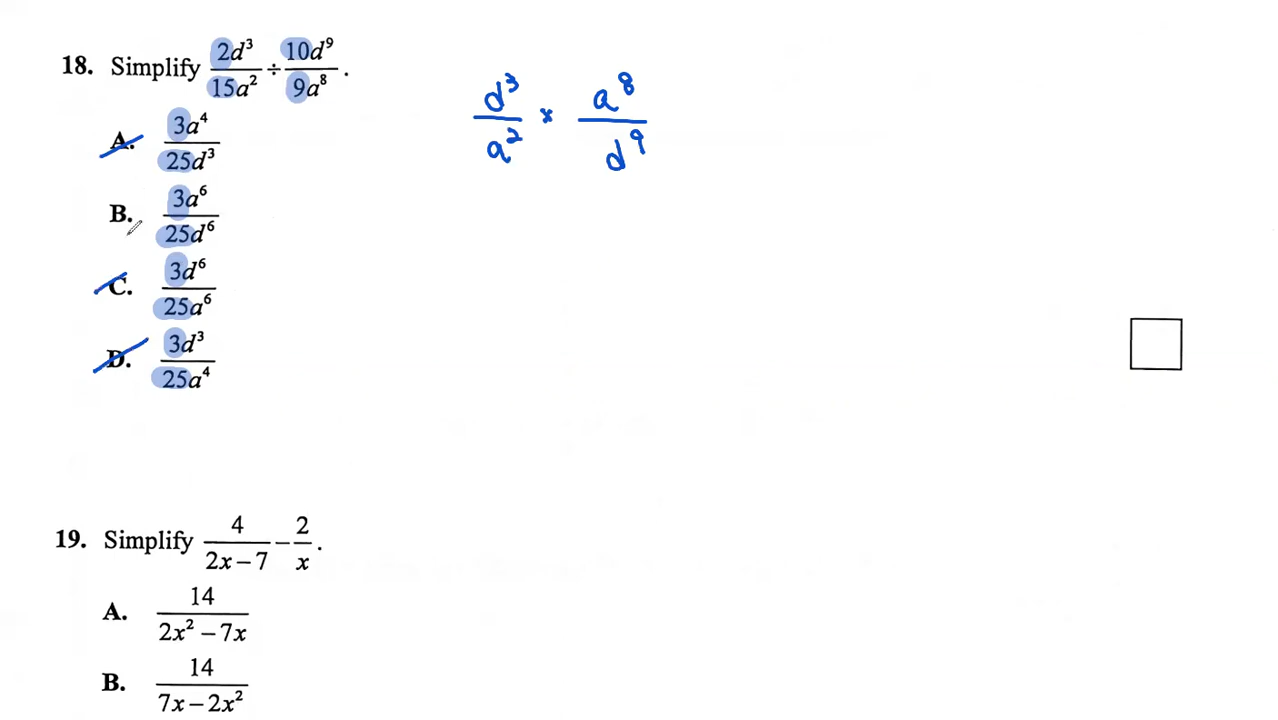 18. Simplify 2d³/15a² ÷ 10d⁹/9a⁸ .
d³/a² × a⁸/d⁹
A. 3a⁴/25d³
B. 3a⁶/25d⁶
C. 3d⁶/25a⁶
D. 3d³/25a⁴
19. Simplify 4/(2x – 7) – 2/x .
A. 14/(2x² – 7x)
B. 14/(7x – 2x²)